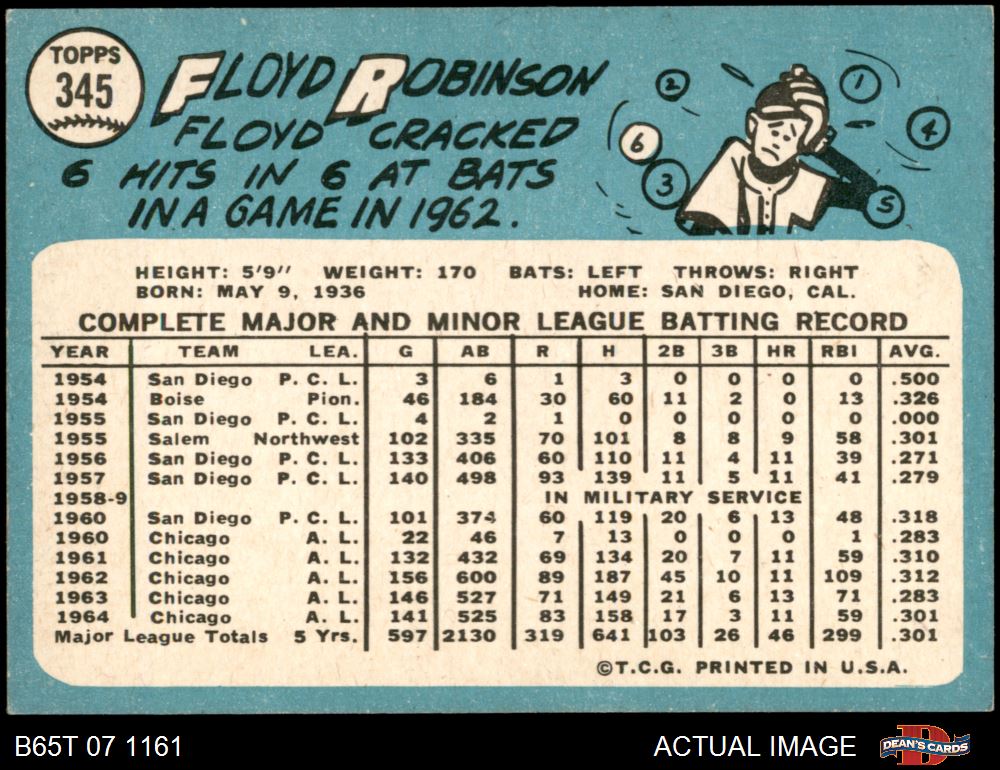 TOPPS
345
FLOYD ROBINSON
FLOYD CRACKED
6 HITS IN 6 AT BATS
IN A GAME IN 1962.
2
1
6
4
3
5
HEIGHT: 5'9" WEIGHT: 170 BATS: LEFT THROWS: RIGHT
BORN: MAY 9, 1936 HOME: SAN DIEGO, CAL.
COMPLETE MAJOR AND MINOR LEAGUE BATTING RECORD
YEAR TEAM LEA. G AB R H 2B 3B HR RBI AVG.
1954 San Diego P. C. L. 3 6 1 3 0 0 0 0 .500
1954 Boise Pion. 46 184 30 60 11 2 0 13 .326
1955 San Diego P. C. L. 4 2 1 0 0 0 0 0 .000
1955 Salem Northwest 102 335 70 101 8 8 9 58 .301
1956 San Diego P. C. L. 133 406 60 110 11 4 11 39 .271
1957 San Diego P. C. L. 140 498 93 139 11 5 11 41 .279
1958-9 IN MILITARY SERVICE
1960 San Diego P. C. L. 101 374 60 119 20 6 13 48 .318
1960 Chicago A. L. 22 46 7 13 0 0 0 1 .283
1961 Chicago A. L. 132 432 69 134 20 7 11 59 .310
1962 Chicago A. L. 156 600 89 187 45 10 11 109 .312
1963 Chicago A. L. 146 527 71 149 21 6 13 71 .283
1964 Chicago A. L. 141 525 83 158 17 3 11 59 .301
Major League Totals 5 Yrs. 597 2130 319 641 103 26 46 299 .301
©T.C.G. PRINTED IN U.S.A.
B65T 07 1161 ACTUAL IMAGE D DEAN'S CARDS